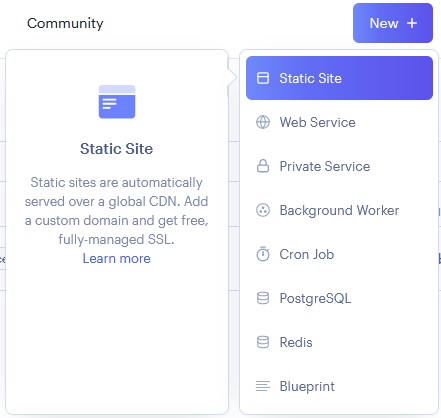 Community
New +
Static Site
Static sites are automatically
served over a global CDN. Add
a custom domain and get free,
fully-managed SSL.
Learn more
Static Site
Web Service
Private Service
Background Worker
Cron Job
PostgreSQL
Redis
Blueprint